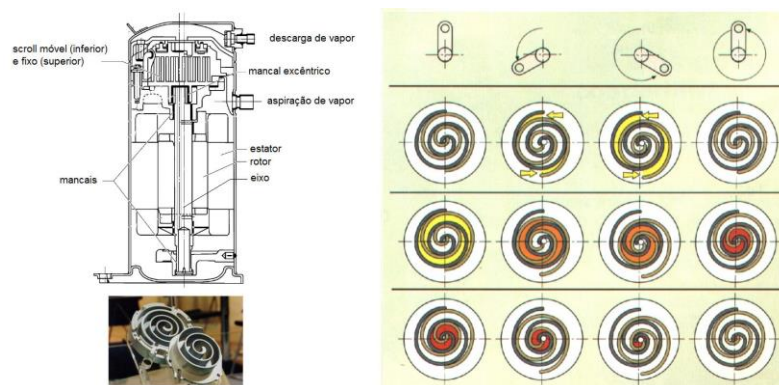 scroll móvel (inferior)
e fixo (superior)
descarga de vapor
mancal excêntrico
aspiração de vapor
estator
rotor
eixo
mancais